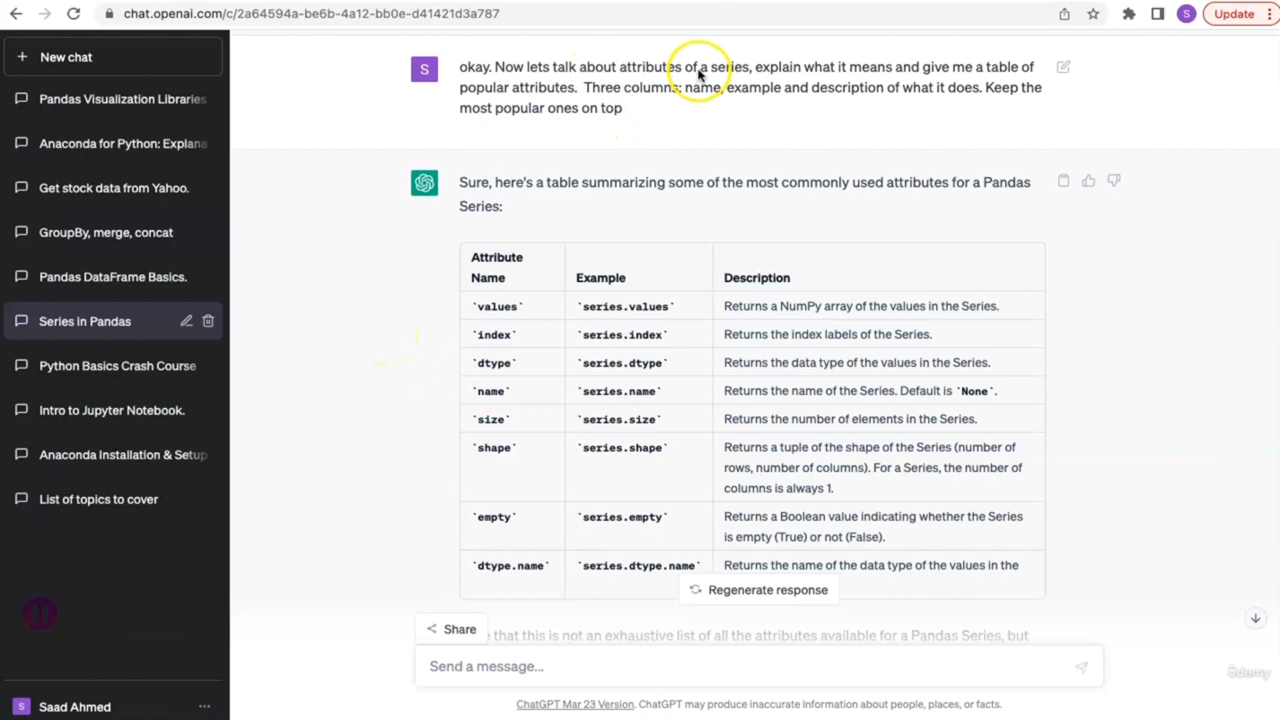 chat.openai.com/c/2a64594a-be6b-4a12-bb0e-d41421d3a787
S
Update
New chat
Pandas Visualization Libraries
Anaconda for Python: Explana
Get stock data from Yahoo.
GroupBy, merge, concat
Pandas DataFrame Basics.
Series in Pandas
Python Basics Crash Course
Intro to Jupyter Notebook.
Anaconda Installation & Setup
List of topics to cover
S
Saad Ahmed
S
okay. Now lets talk about attributes of a series, explain what it means and give me a table of
popular attributes. Three columns: name, example and description of what it does. Keep the
most popular ones on top
Sure, here's a table summarizing some of the most commonly used attributes for a Pandas
Series:
Attribute
Name Example Description
`values` `series.values` Returns a NumPy array of the values in the Series.
`index` `series.index` Returns the index labels of the Series.
`dtype` `series.dtype` Returns the data type of the values in the Series.
`name` `series.name` Returns the name of the Series. Default is `None`.
`size` `series.size` Returns the number of elements in the Series.
`shape` `series.shape` Returns a tuple of the shape of the Series (number of
rows, number of columns). For a Series, the number of
columns is always 1.
`empty` `series.empty` Returns a Boolean value indicating whether the Series
is empty (True) or not (False).
`dtype.name` `series.dtype.name` Returns the name of the data type of the values in the
Regenerate response
Share
that this is not an exhaustive list of all the attributes available for a Pandas Series, but
Send a message...
ChatGPT Mar 23 Version. ChatGPT may produce inaccurate information about people, places, or facts.
ûdemy